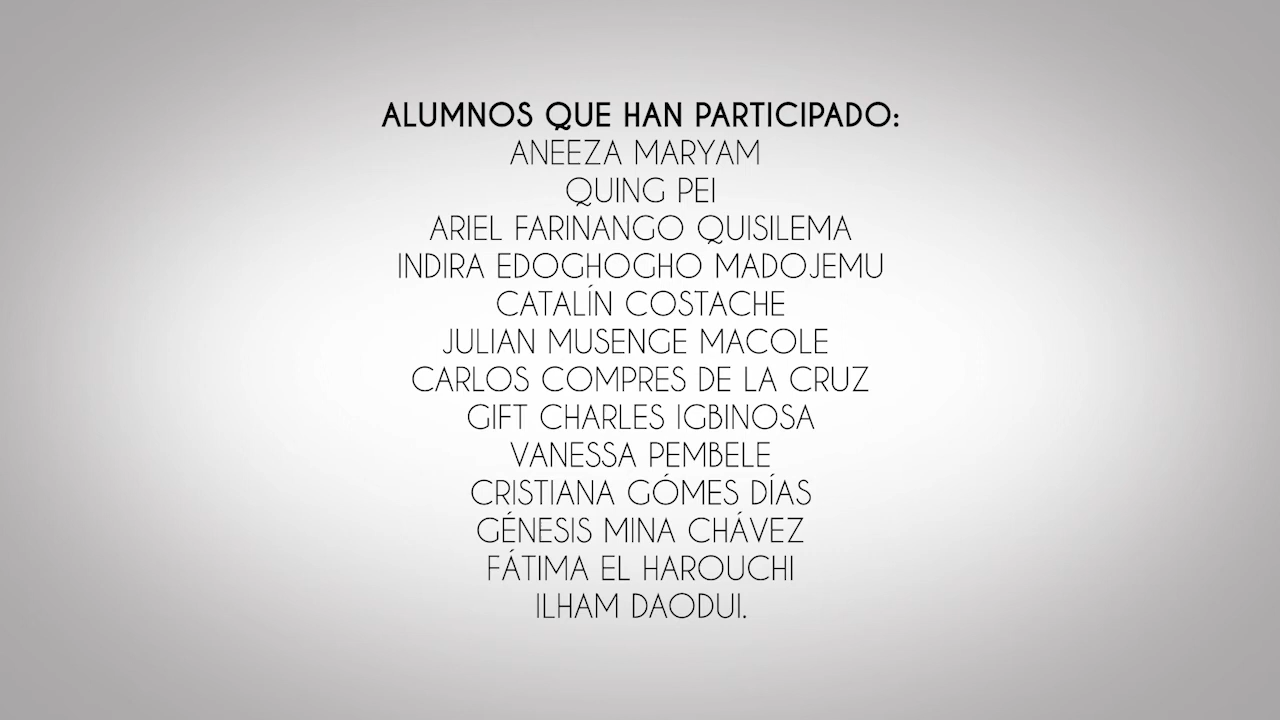 ALUMNOS QUE HAN PARTICIPADO:
ANEEZA MARYAM
QUING PEI
ARIEL FARINANGO QUISILEMA
INDIRA EDOGHOGHO MADOJEMU
CATALÍN COSTACHE
JULIAN MUSENGE MACOLE
CARLOS COMPRES DE LA CRUZ
GIFT CHARLES IGBINOSA
VANESSA PEMBELE
CRISTIANA GÓMES DÍAS
GÉNESIS MINA CHÁVEZ
FÁTIMA EL HAROUCHI
ILHAM DAODUI.